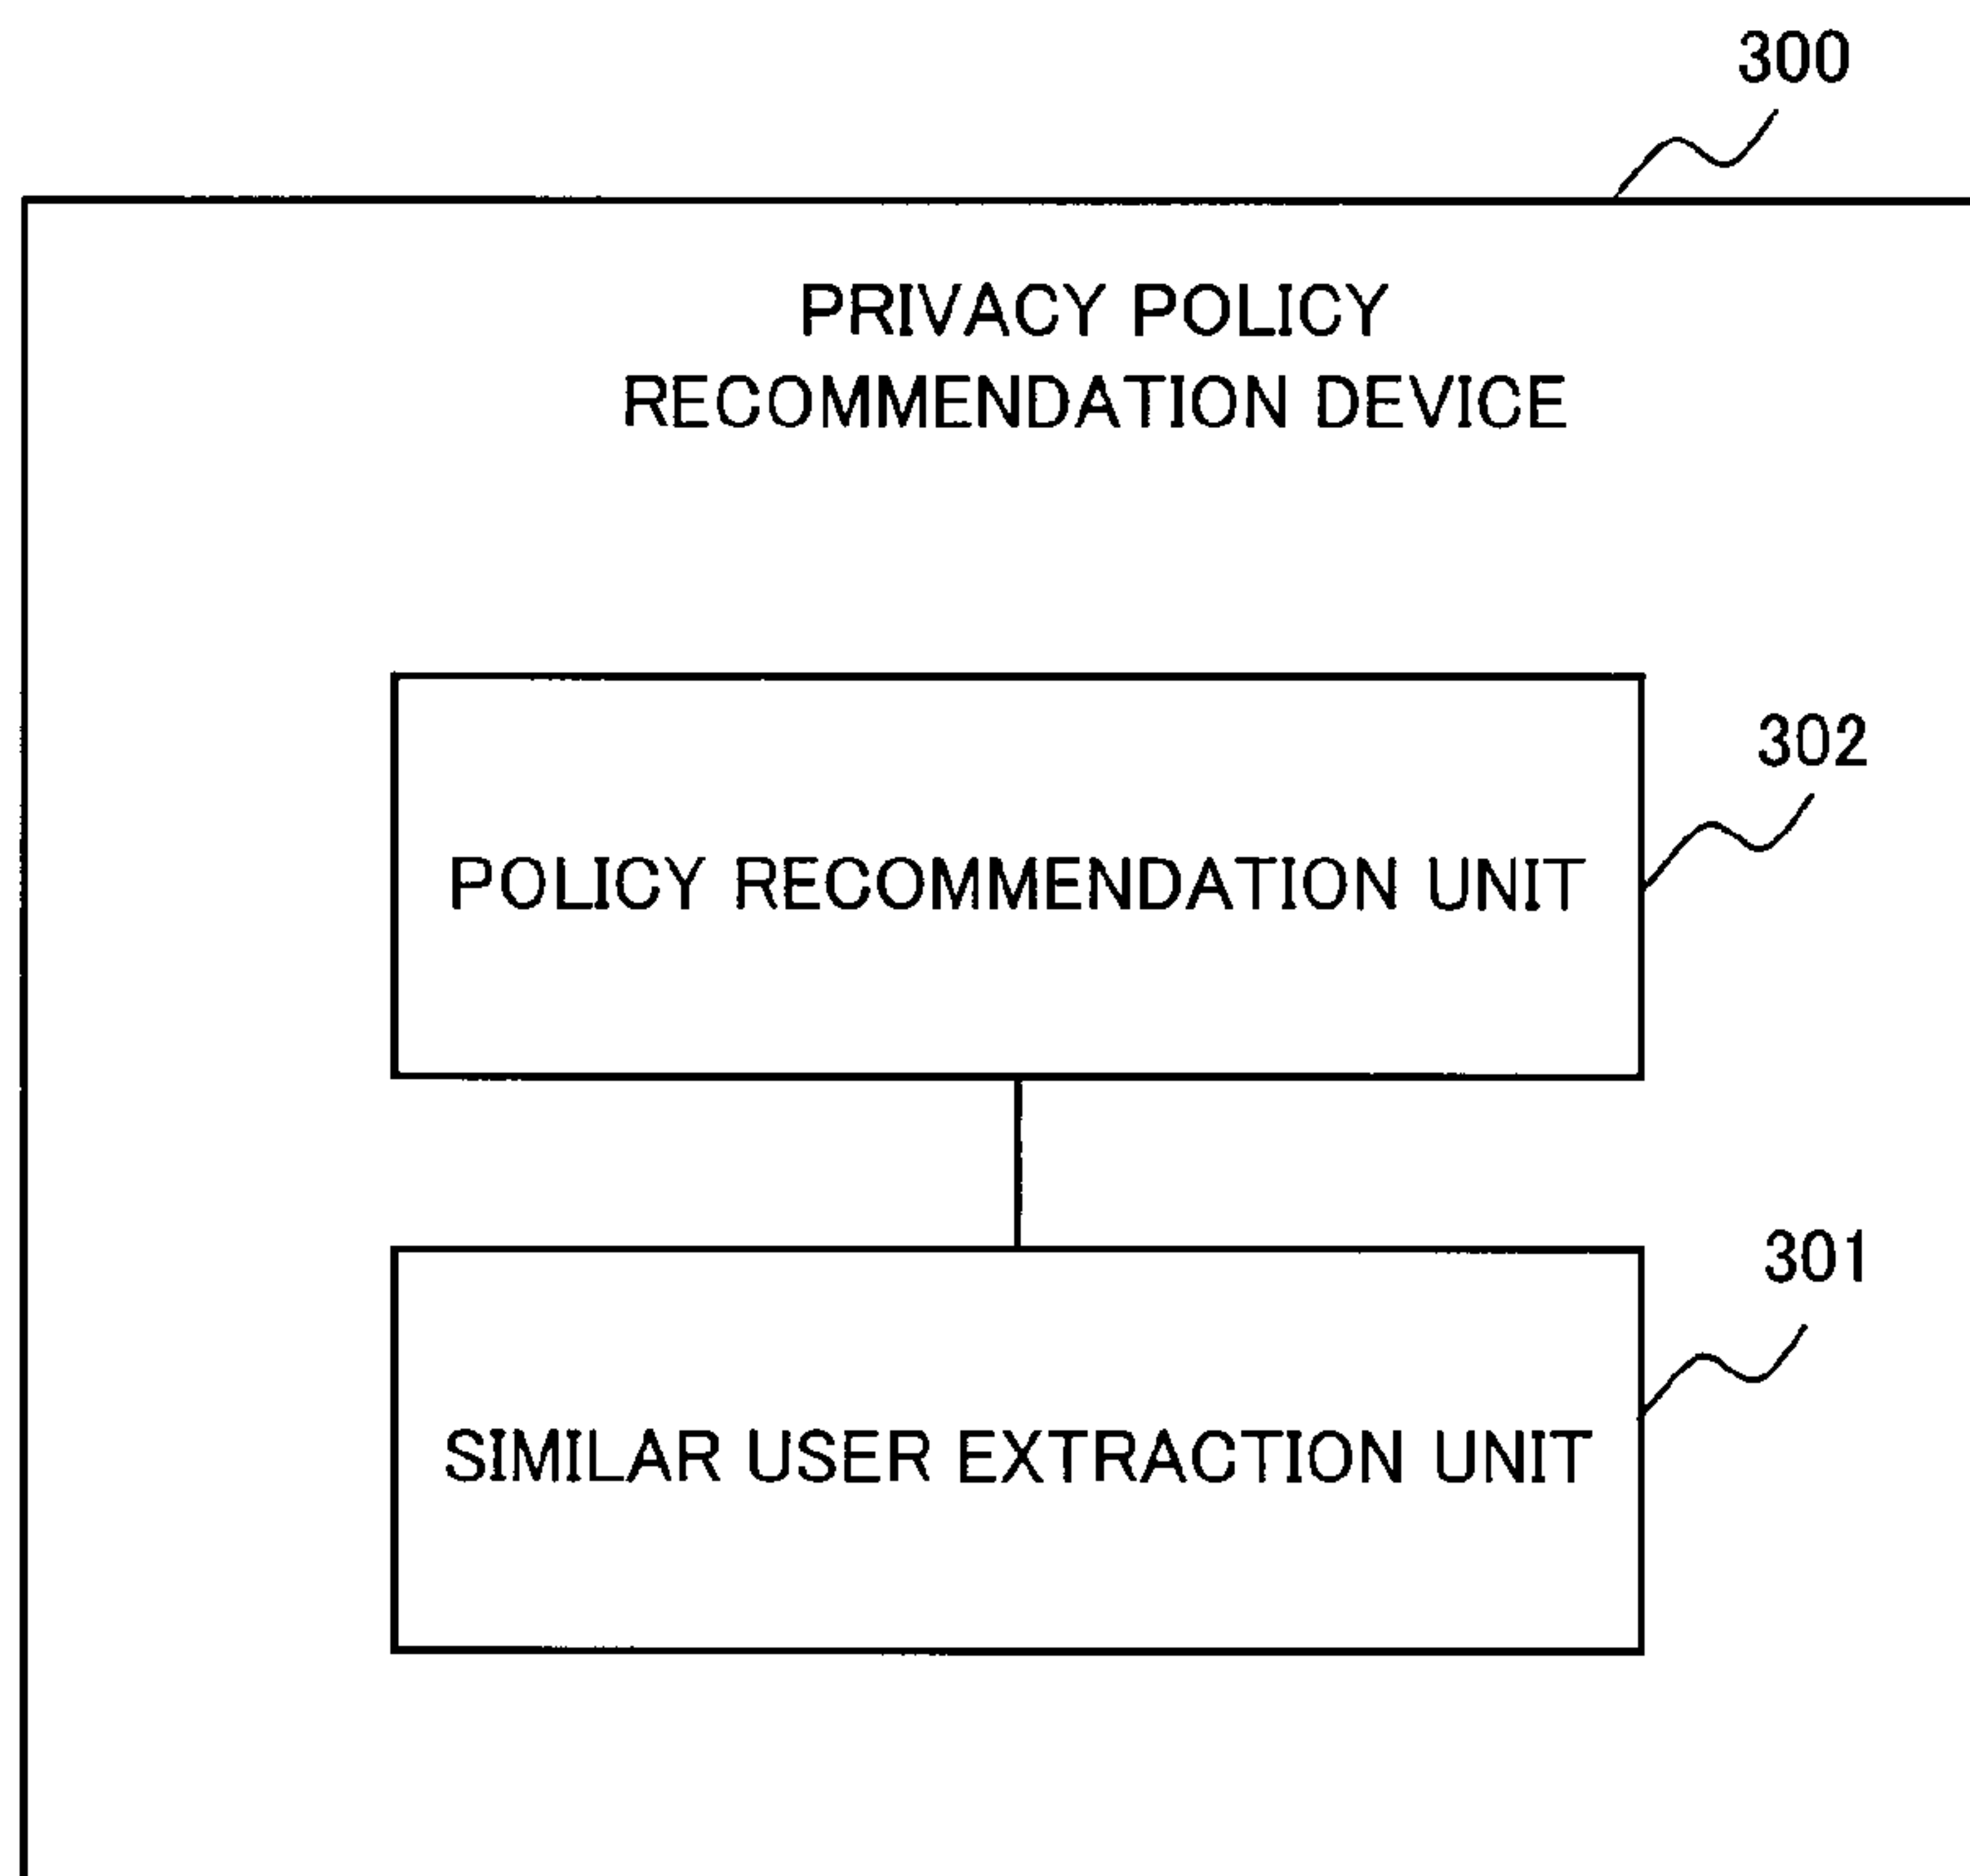 300
PRIVACY POLICY
RECOMMENDATION DEVICE
302
POLICY RECOMMENDATION UNIT
301
SIMILAR USER EXTRACTION UNIT